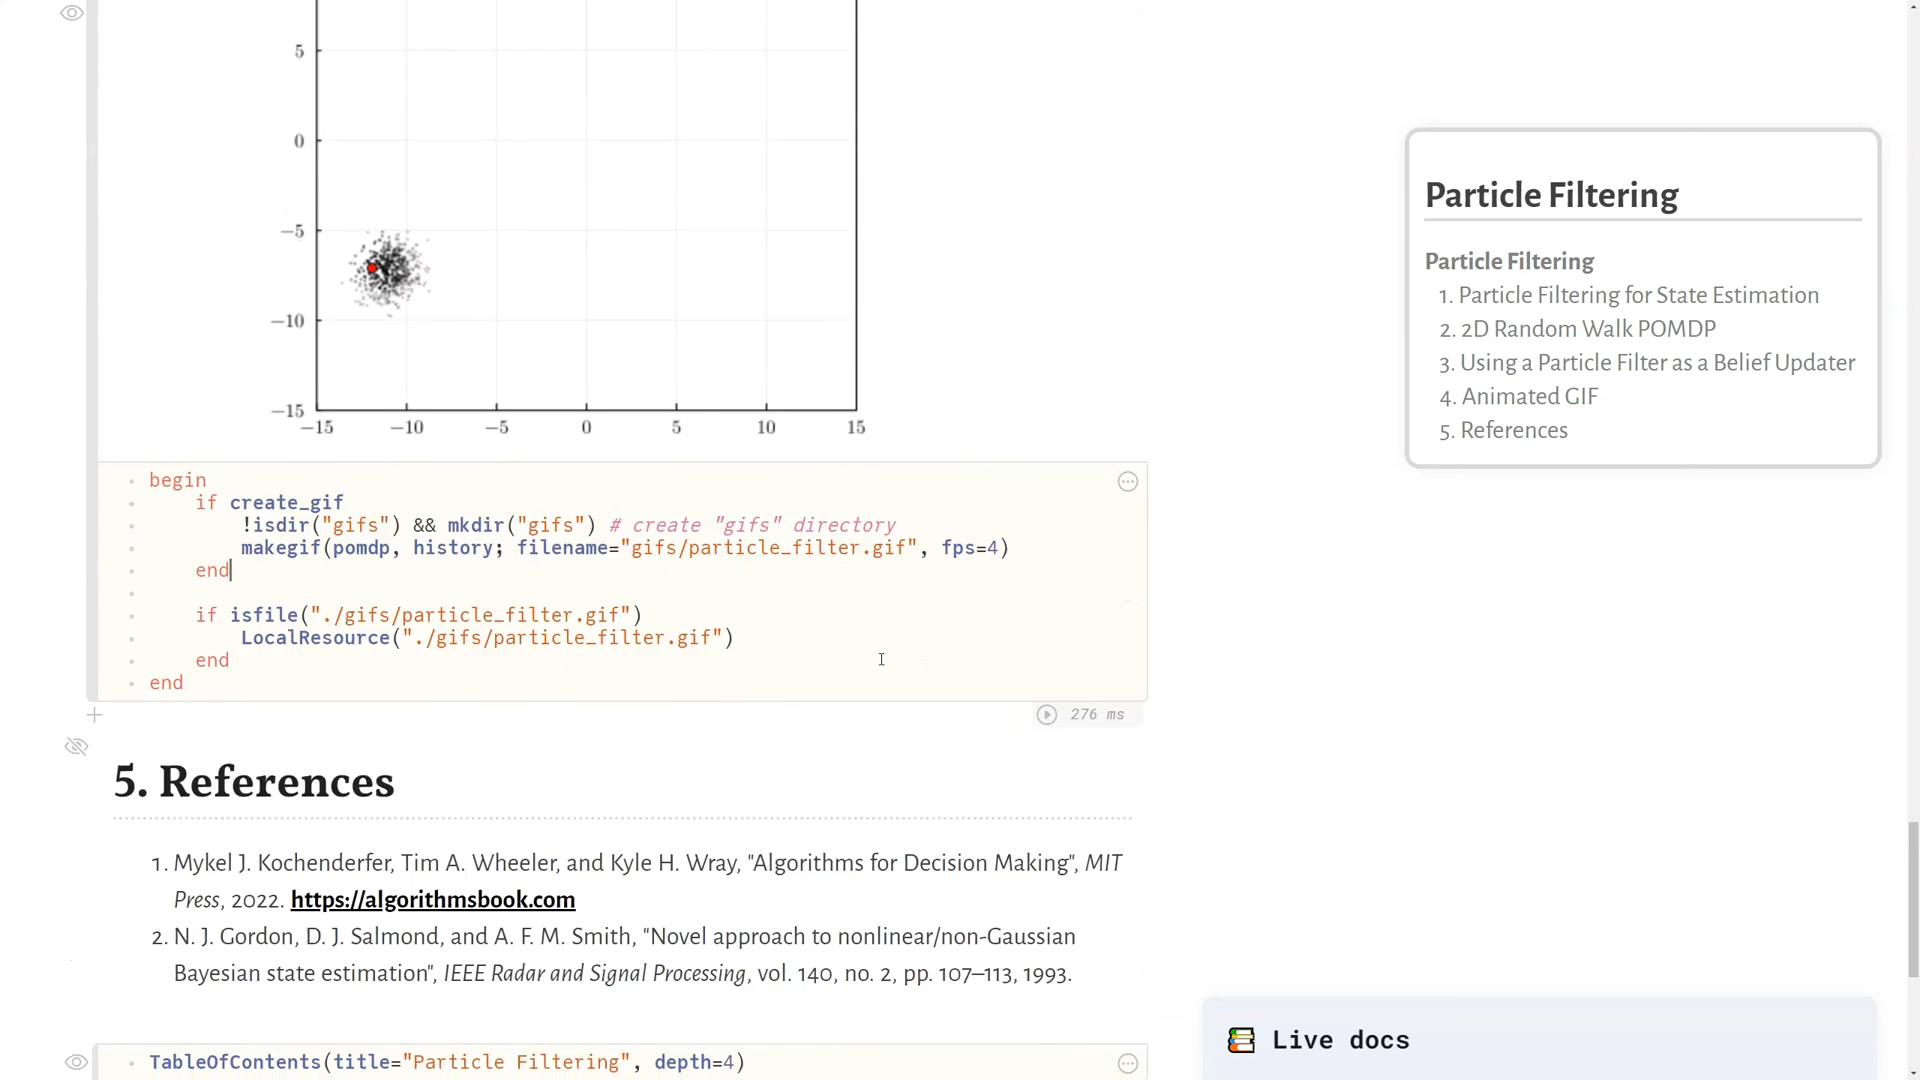 5
0
−5
−10
−15
−15 −10 −5 0 5 10 15
begin
if create_gif
!isdir("gifs") && mkdir("gifs") # create "gifs" directory
makegif(pomdp, history; filename="gifs/particle_filter.gif", fps=4)
end
if isfile("./gifs/particle_filter.gif")
LocalResource("./gifs/particle_filter.gif")
end
end
276 ms
5. References
1. Mykel J. Kochenderfer, Tim A. Wheeler, and Kyle H. Wray, "Algorithms for Decision Making", MIT
Press, 2022. https://algorithmsbook.com
2. N. J. Gordon, D. J. Salmond, and A. F. M. Smith, "Novel approach to nonlinear/non-Gaussian
Bayesian state estimation", IEEE Radar and Signal Processing, vol. 140, no. 2, pp. 107–113, 1993.
TableOfContents(title="Particle Filtering", depth=4)
Particle Filtering
Particle Filtering
1. Particle Filtering for State Estimation
2. 2D Random Walk POMDP
3. Using a Particle Filter as a Belief Updater
4. Animated GIF
5. References
Live docs